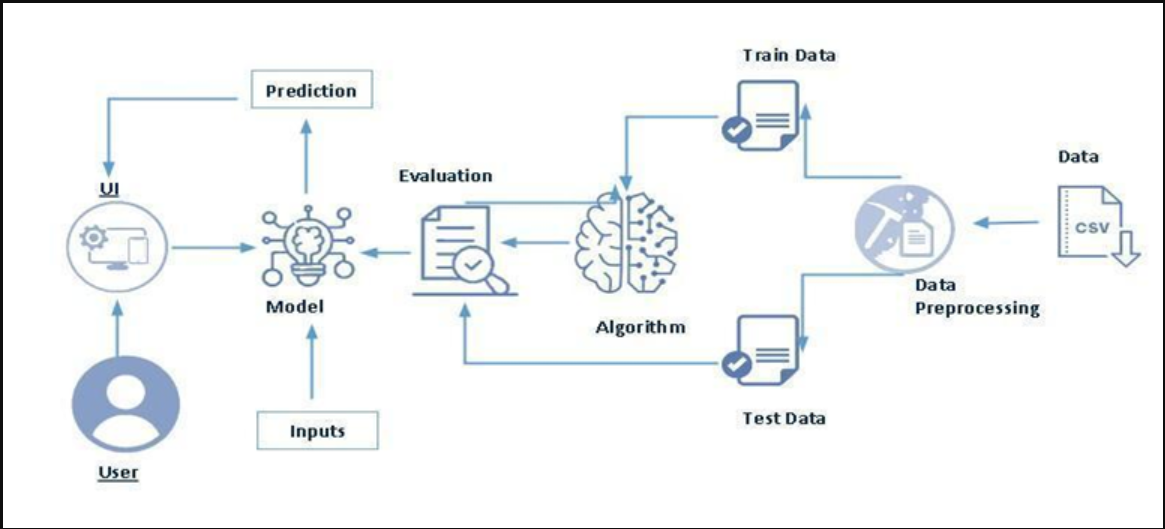 Train Data
Prediction
Data
Evaluation
UI
CSV
Model
Data
Preprocessing
Algorithm
Test Data
Inputs
User